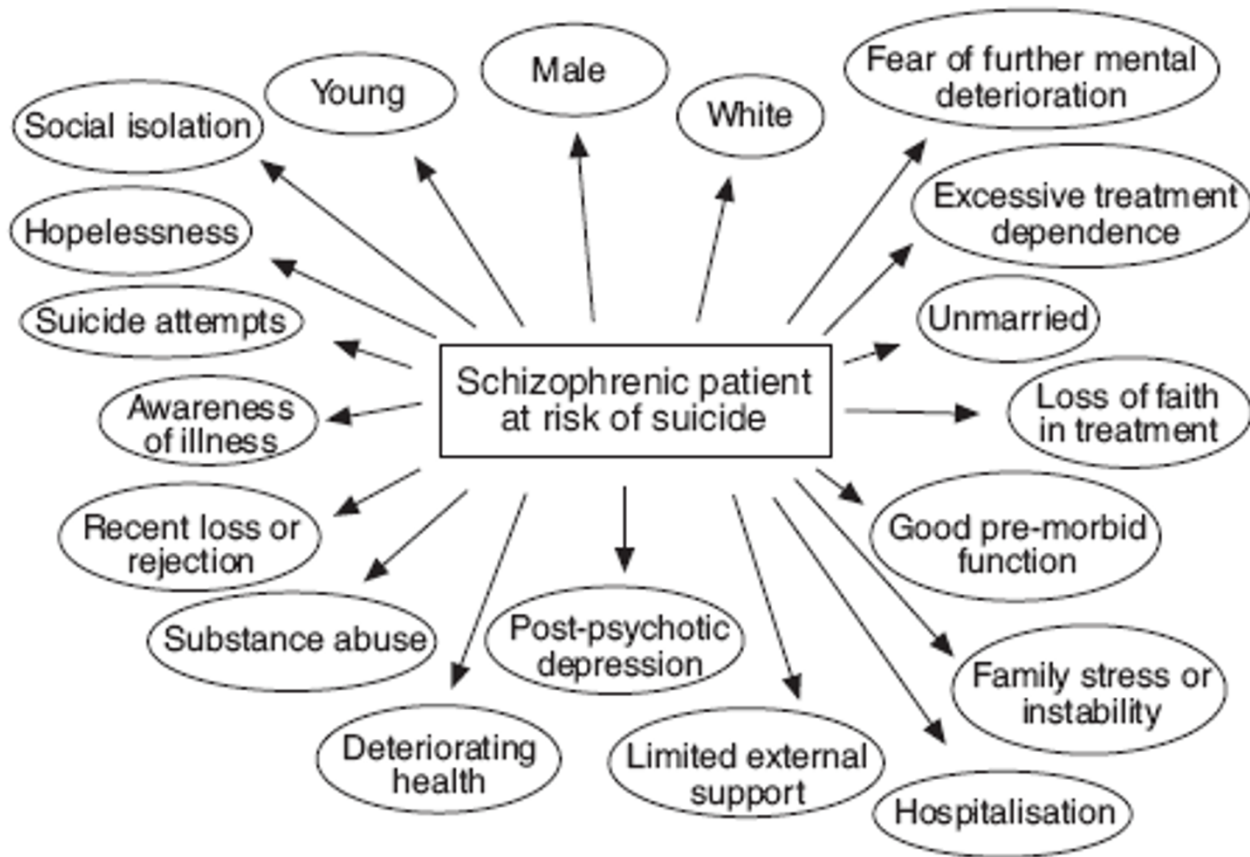 Social isolation
Young
Male
White
Fear of further mental
deterioration
Hopelessness
Excessive treatment
dependence
Suicide attempts
Unmarried
Schizophrenic patient
at risk of suicide
Awareness
of illness
Loss of faith
in treatment
Recent loss or
rejection
Good pre-morbid
function
Substance abuse
Post-psychotic
depression
Family stress or
instability
Deteriorating
health
Limited external
support
Hospitalisation